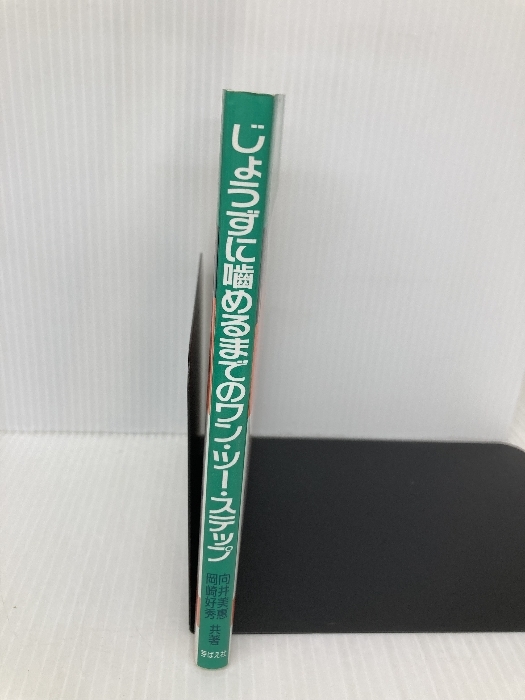 じょうずに噛めるまでのワン・ツー・ステップ
向井美惠
岡崎好秀
共著